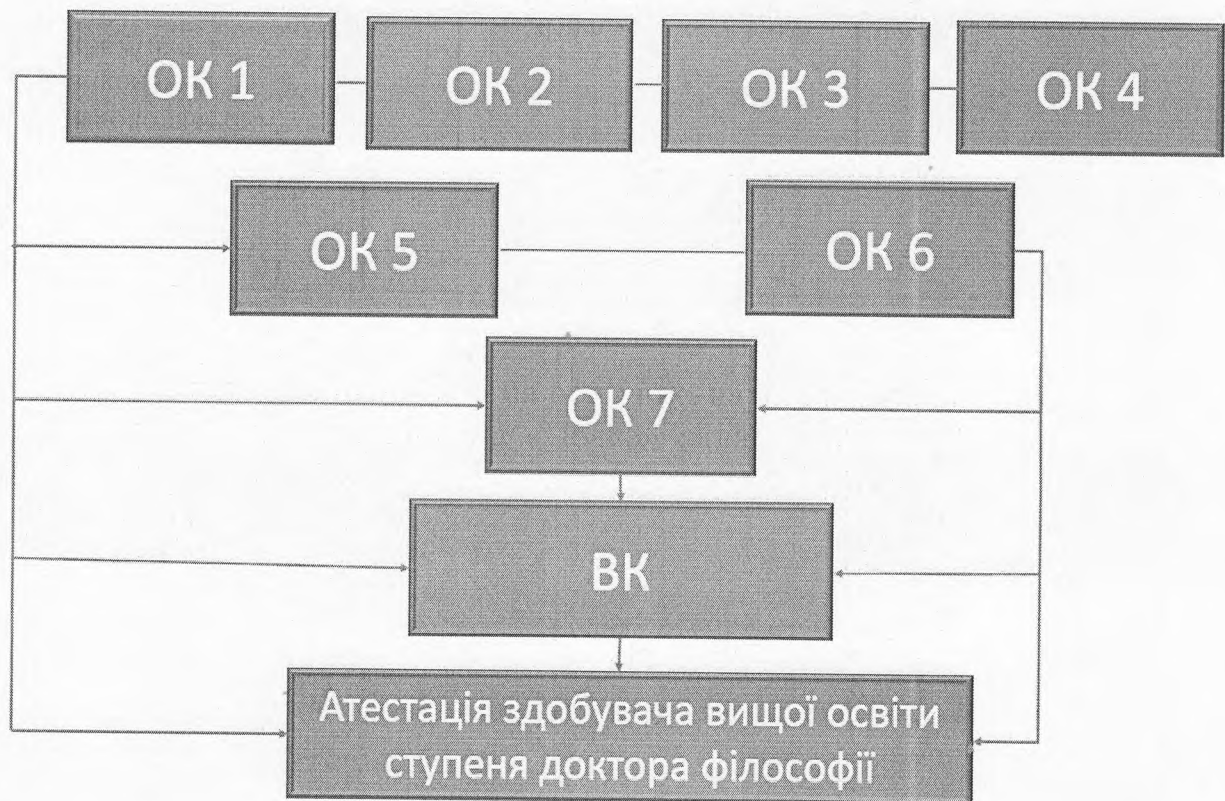 ОК 1
ОК 2
ОК 3
ОК 4
ОК 5
ОК 6
ОК 7
ВК
Атестація здобувача вищої освіти
ступеня доктора філософії